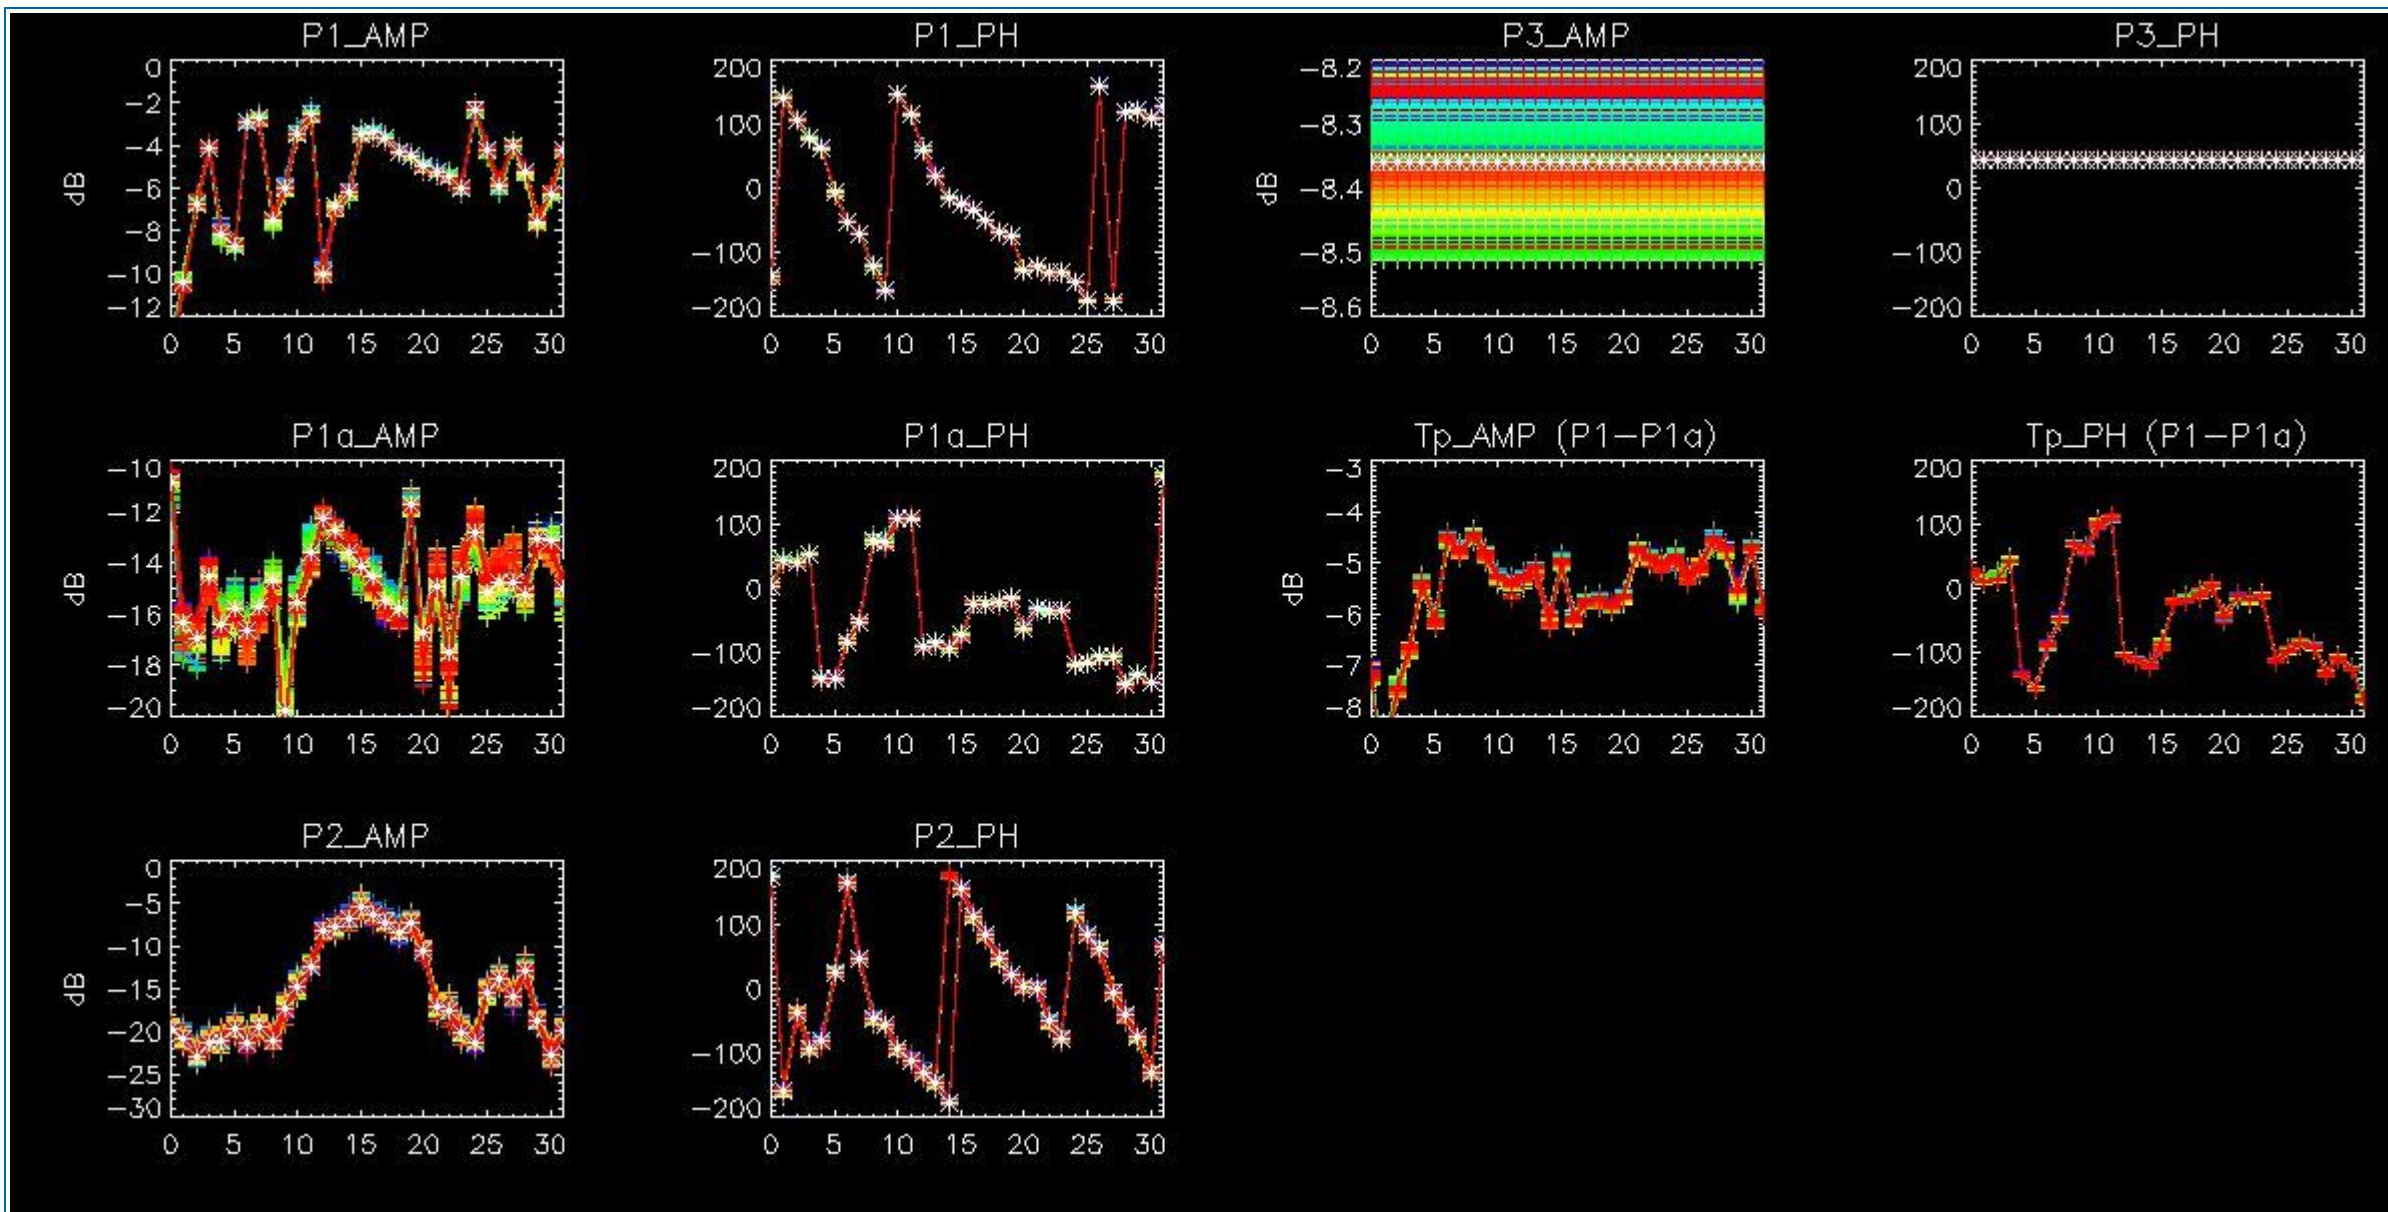 P1_AMP
0
−2
−4
−6
−8
−10
−12
dB
0 5 10 15 20 25 30
P1_PH
200
100
0
−100
−200
0 5 10 15 20 25 30
P3_AMP
−8.2
−8.3
−8.4
−8.5
−8.6
dB
0 5 10 15 20 25 30
P3_PH
200
100
0
−100
−200
0 5 10 15 20 25 30
P1a_AMP
−10
−12
−14
−16
−18
−20
dB
0 5 10 15 20 25 30
P1a_PH
200
100
0
−100
−200
0 5 10 15 20 25 30
Tp_AMP (P1−P1a)
−3
−4
−5
−6
−7
−8
dB
0 5 10 15 20 25 30
Tp_PH (P1−P1a)
200
100
0
−100
−200
0 5 10 15 20 25 30
P2_AMP
0
−5
−10
−15
−20
−25
−30
dB
0 5 10 15 20 25 30
P2_PH
200
100
0
−100
−200
0 5 10 15 20 25 30